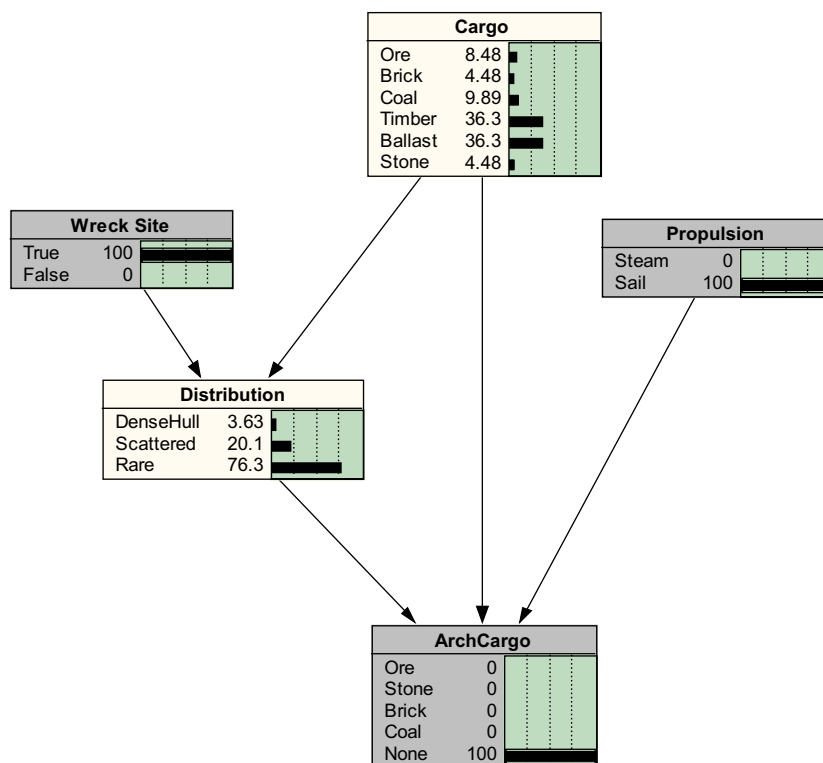 Cargo
Ore 8.48
Brick 4.48
Coal 9.89
Timber 36.3
Ballast 36.3
Stone 4.48
Wreck Site
True 100
False 0
Propulsion
Steam 0
Sail 100
Distribution
DenseHull 3.63
Scattered 20.1
Rare 76.3
ArchCargo
Ore 0
Stone 0
Brick 0
Coal 0
None 100